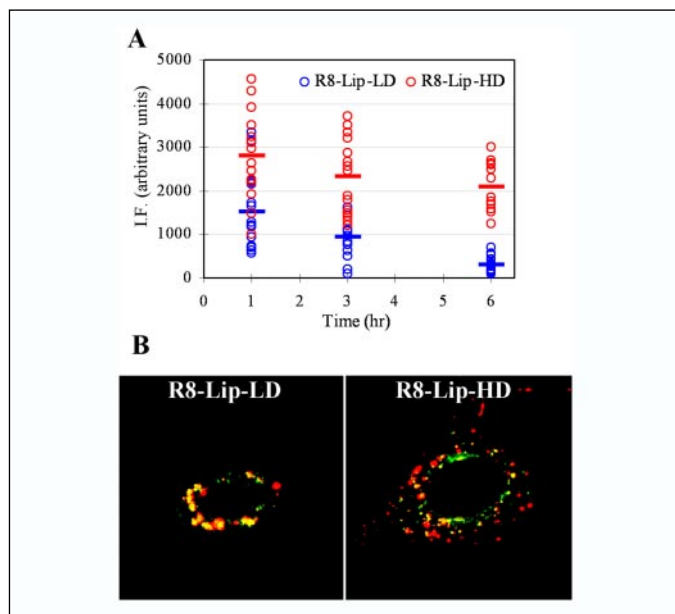 A
R8-Lip-LD R8-Lip-HD
I.F. (arbitrary units)
5000
4000
3000
2000
1000
0
0 1 2 3 4 5 6
Time (hr)
B
R8-Lip-LD R8-Lip-HD